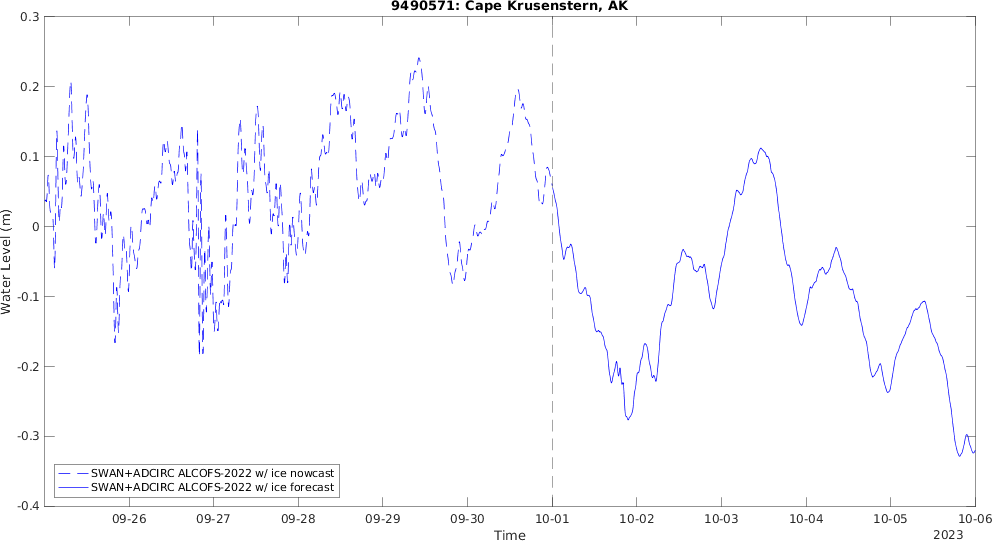 9490571: Cape Krusenstern, AK
0.3
0.2
0.1
0
-0.1
-0.2
-0.3
-0.4
Water Level (m)
SWAN+ADCIRC ALCOFS-2022 w/ ice nowcast
SWAN+ADCIRC ALCOFS-2022 w/ ice forecast
09-26 09-27 09-28 09-29 09-30 10-01 10-02 10-03 10-04 10-05 10-06
Time
2023